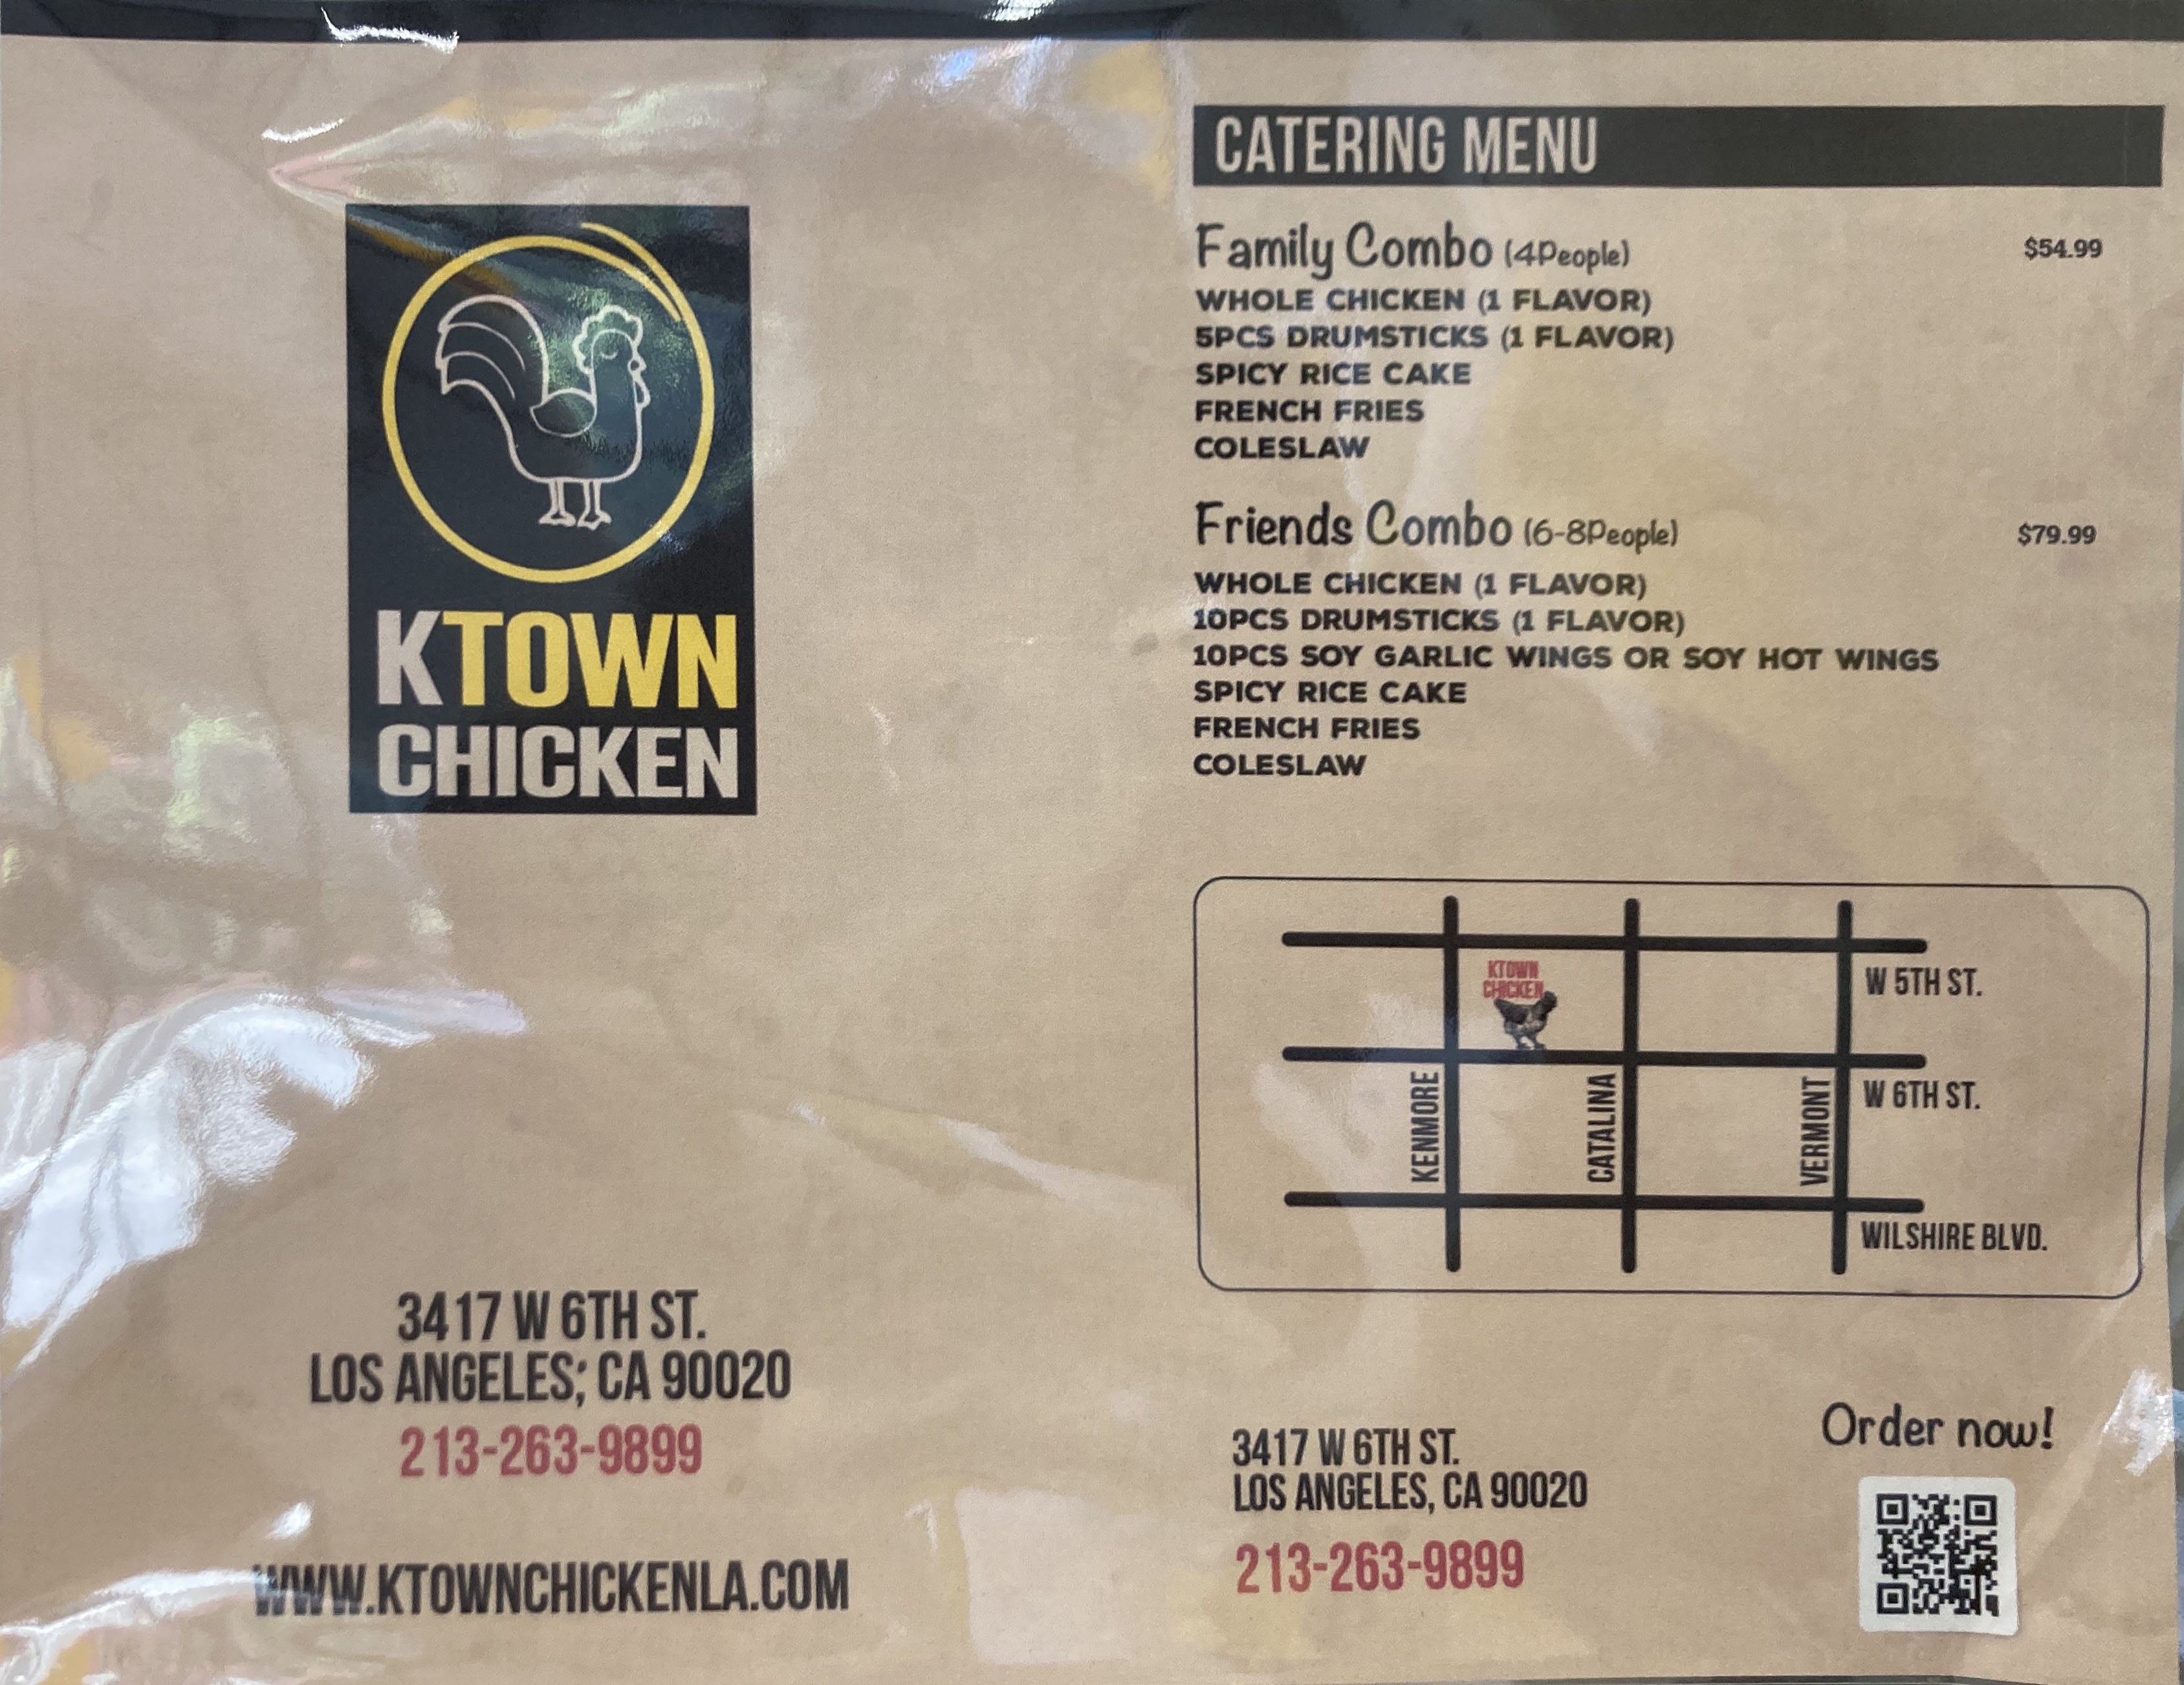 KTOWN
CHICKEN
3417 W 6TH ST.
LOS ANGELES; CA 90020
213-263-9899
WWW.KTOWNCHICKENLA.COM
CATERING MENU
Family Combo (4People) $54.99
WHOLE CHICKEN (1 FLAVOR)
5PCS DRUMSTICKS (1 FLAVOR)
SPICY RICE CAKE
FRENCH FRIES
COLESLAW
Friends Combo (6-8People) $79.99
WHOLE CHICKEN (1 FLAVOR)
10PCS DRUMSTICKS (1 FLAVOR)
10PCS SOY GARLIC WINGS OR SOY HOT WINGS
SPICY RICE CAKE
FRENCH FRIES
COLESLAW
KTOWN
CHICKEN
W 5TH ST.
KENMORE
CATALINA
VERMONT
W 6TH ST.
WILSHIRE BLVD.
3417 W 6TH ST.
LOS ANGELES, CA 90020
213-263-9899
Order now!